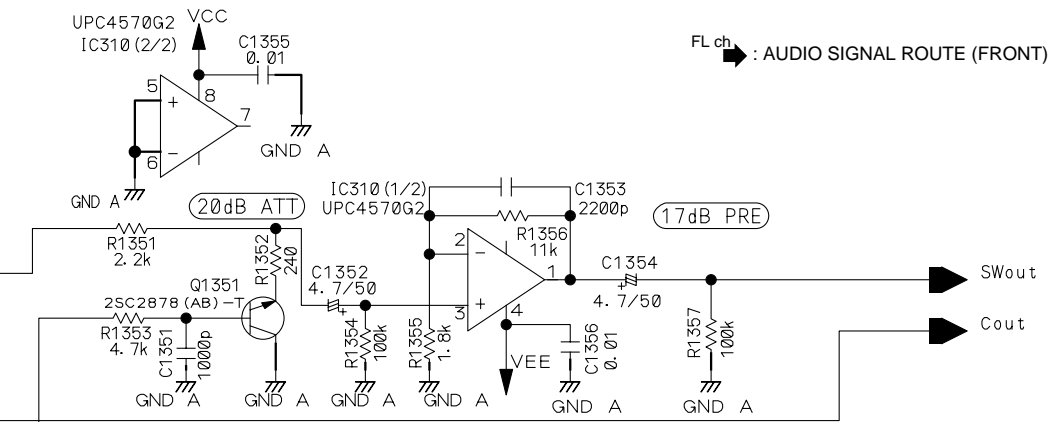 UPC4570G2
IC310(2/2)
VCC
C1355
0.01
FL ch
: AUDIO SIGNAL ROUTE (FRONT)
5
+
8
7
6
−
GND A
GND A
20dB ATT
IC310(1/2)
UPC4570G2
C1353
2200p
17dB PRE
R1351
2.2k
R1352
240
R1356
11k
2
−
1
3
+
4
C1352
4.7/50
+
C1354
4.7/50
+
SWout
Q1351
2SC2878(AB)-T
R1353
4.7k
C1351
1000p
R1354
100k
R1355
1.8k
VEE
C1356
0.01
R1357
100k
Cout
GND A
GND A
GND A
GND A
GND A
GND A